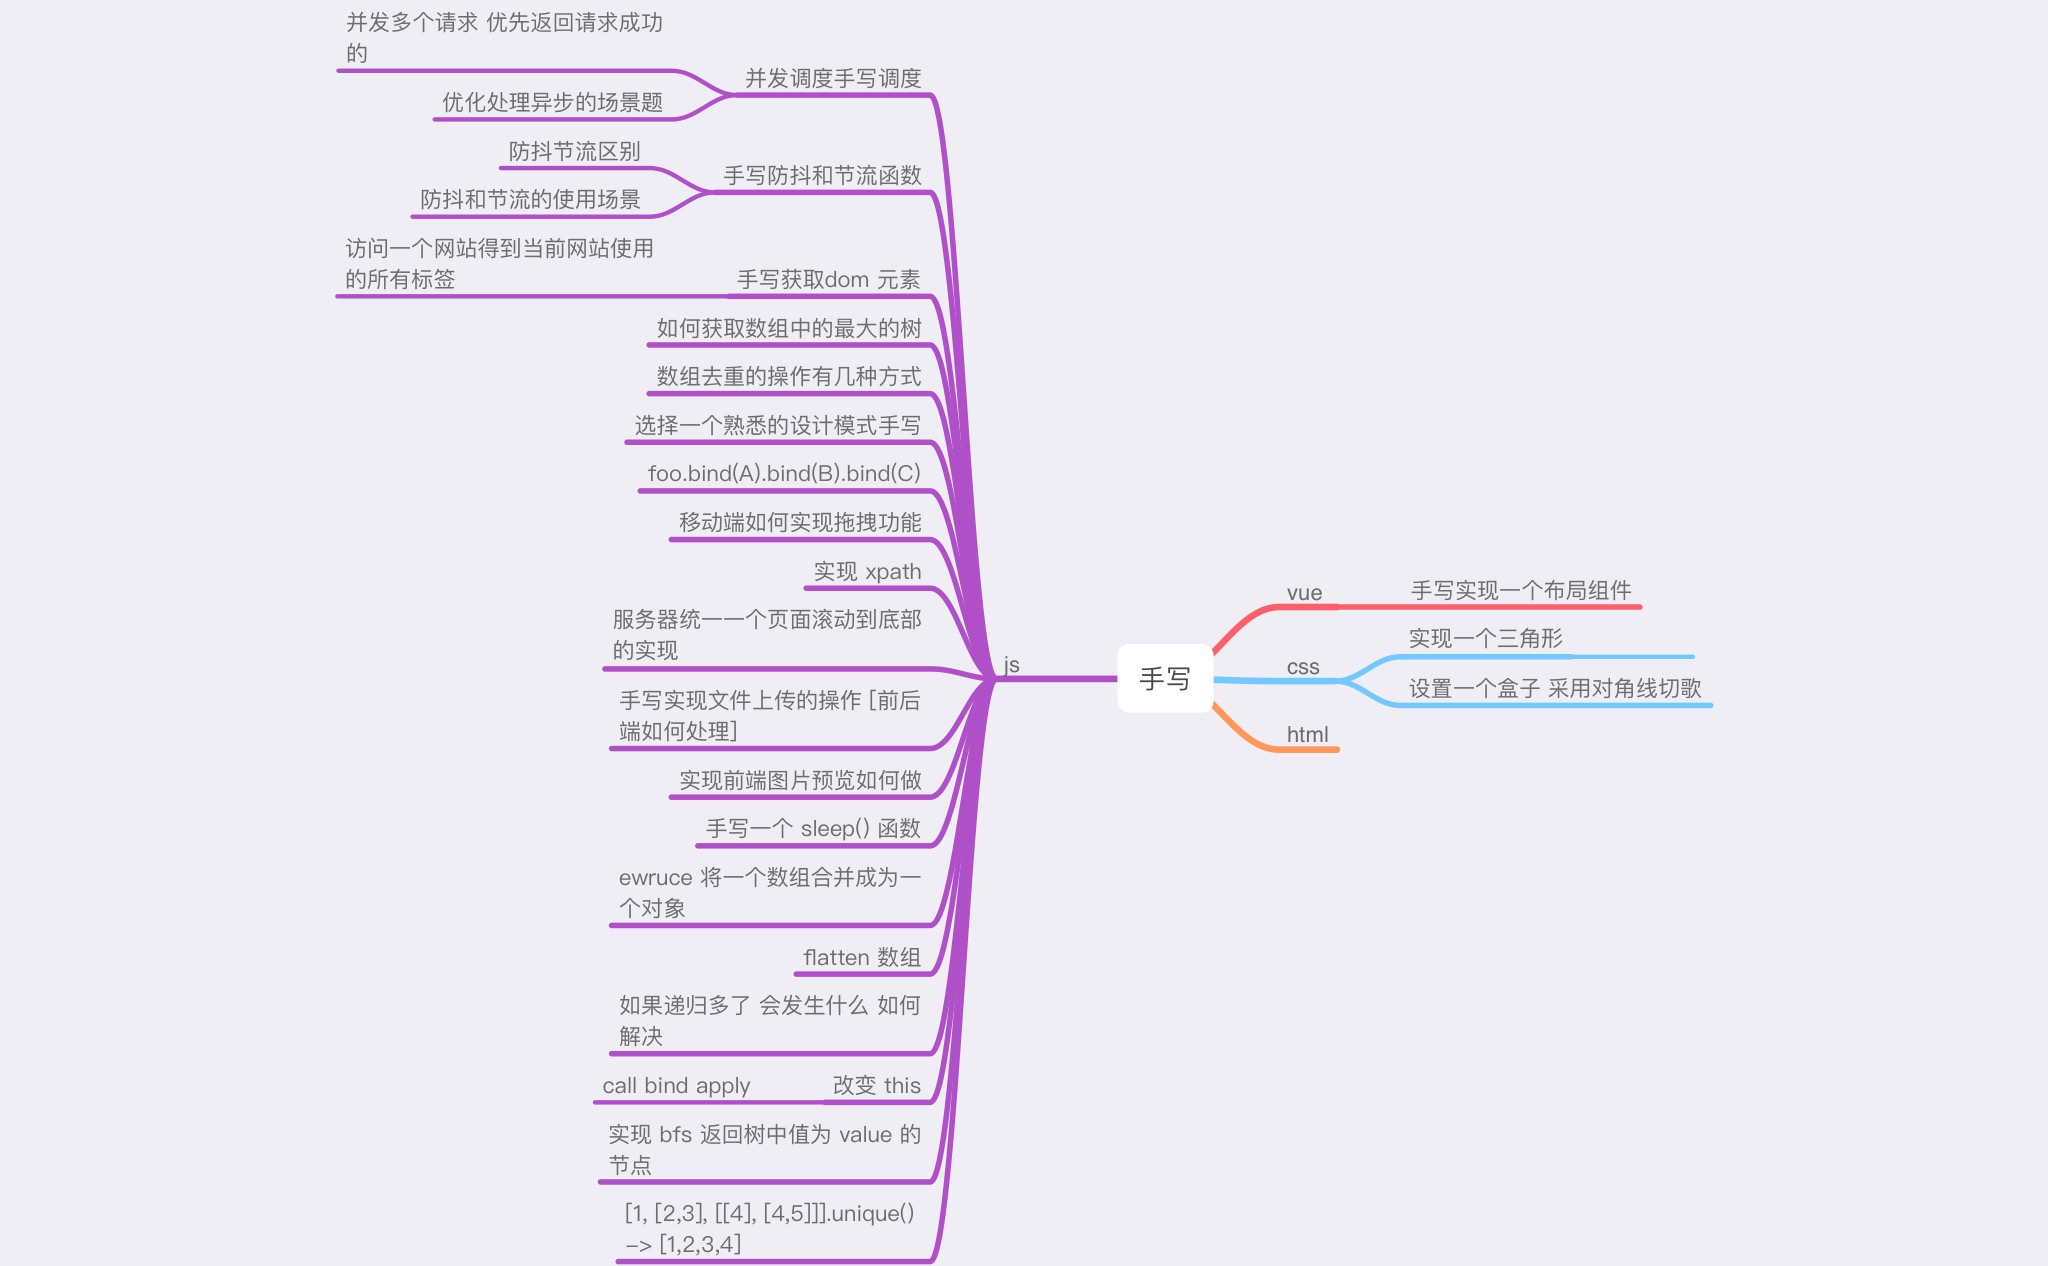 并发多个请求 优先返回请求成功
的
并发调度手写调度
优化处理异步的场景题
防抖节流区别
手写防抖和节流函数
防抖和节流的使用场景
访问一个网站得到当前网站使用
的所有标签
手写获取dom 元素
如何获取数组中的最大的树
数组去重的操作有几种方式
选择一个熟悉的设计模式手写
foo.bind(A).bind(B).bind(C)
移动端如何实现拖拽功能
实现 xpath
服务器统一一个页面滚动到底部
的实现
js
手写实现文件上传的操作 [前后
端如何处理]
实现前端图片预览如何做
手写一个 sleep() 函数
ewruce 将一个数组合并成为一
个对象
flatten 数组
如果递归多了 会发生什么 如何
解决
call bind apply
改变 this
实现 bfs 返回树中值为 value 的
节点
[1, [2,3], [[4], [4,5]]].unique()
-> [1,2,3,4]
手写
vue
手写实现一个布局组件
css
实现一个三角形
设置一个盒子 采用对角线切歌
html